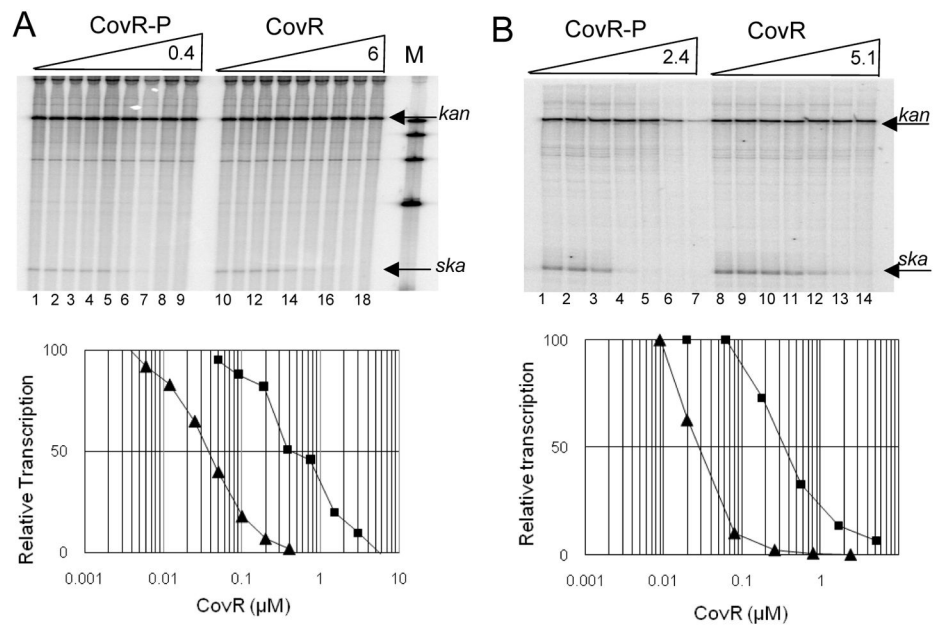 A
CovR-P
0.4
CovR
6
M
kan
ska
1 2 3 4 5 6 7 8 9 10 12 14 16 18
Relative Transcription
100
50
0
0.001 0.01 0.1 1 10
CovR (µM)
B
CovR-P
2.4
CovR
5.1
kan
ska
1 2 3 4 5 6 7 8 9 10 11 12 13 14
Relative transcription
100
50
0
0.001 0.01 0.1 1
CovR (µM)